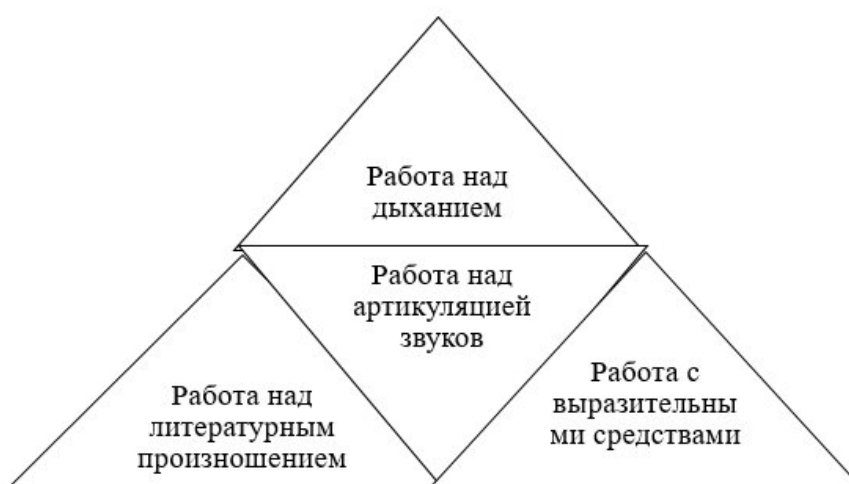 Работа над
дыханием
Работа над
артикуляцией
звуков
Работа над
литературным
произношением
Работа с
выразительны
ми средствами